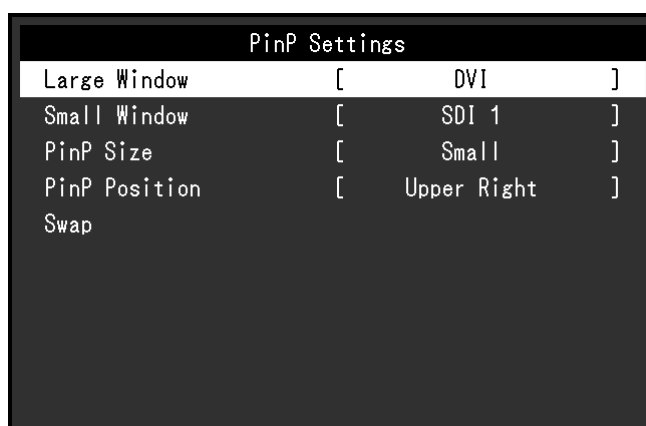 PinP Settings
Large Window [ DVI ]
Small Window [ SDI 1 ]
PinP Size [ Small ]
PinP Position [ Upper Right ]
Swap